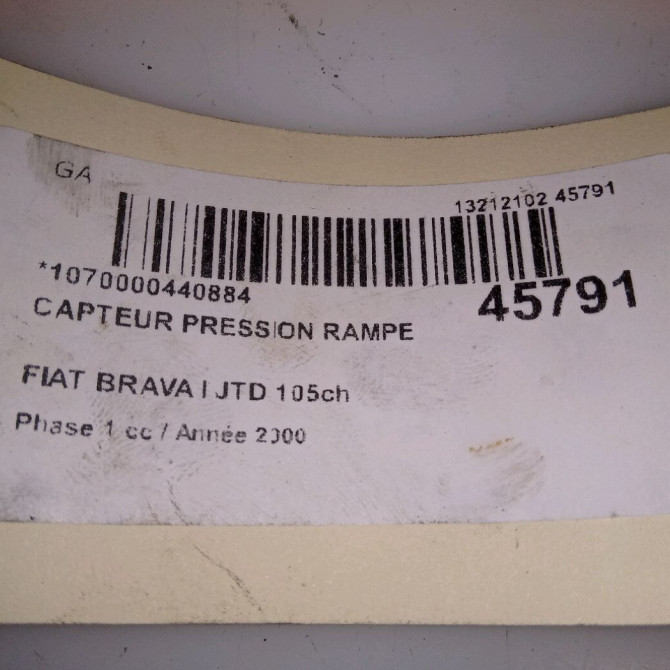 GA
13212102 45791
*1070000440884
45791
CAPTEUR PRESSION RAMPE
FIAT BRAVA I JTD 105ch
Phase 1 cc / Année 2000